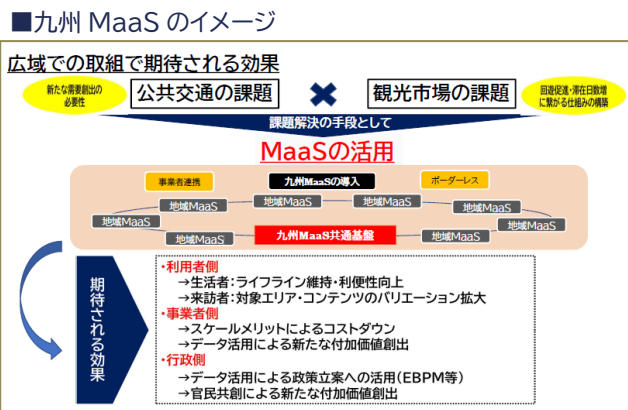 ■九州 MaaS のイメージ
広域での取組で期待される効果
新たな需要創出の
必要性
公共交通の課題
観光市場の課題
回遊促進・滞在日数増
に繋がる仕組みの構築
課題解決の手段として
MaaSの活用
事業者連携
九州MaaSの導入
ボーダーレス
地域MaaS
地域MaaS
地域MaaS
地域MaaS
地域MaaS
地域MaaS
地域MaaS
九州MaaS共通基盤
地域MaaS
期待される効果
・利用者側
→生活者：ライフライン維持・利便性向上
→来訪者：対象エリア・コンテンツのバリエーション拡大
・事業者側
→スケールメリットによるコストダウン
→データ活用による新たな付加価値創出
・行政側
→データ活用による政策立案への活用（EBPM等）
→官民共創による新たな付加価値創出